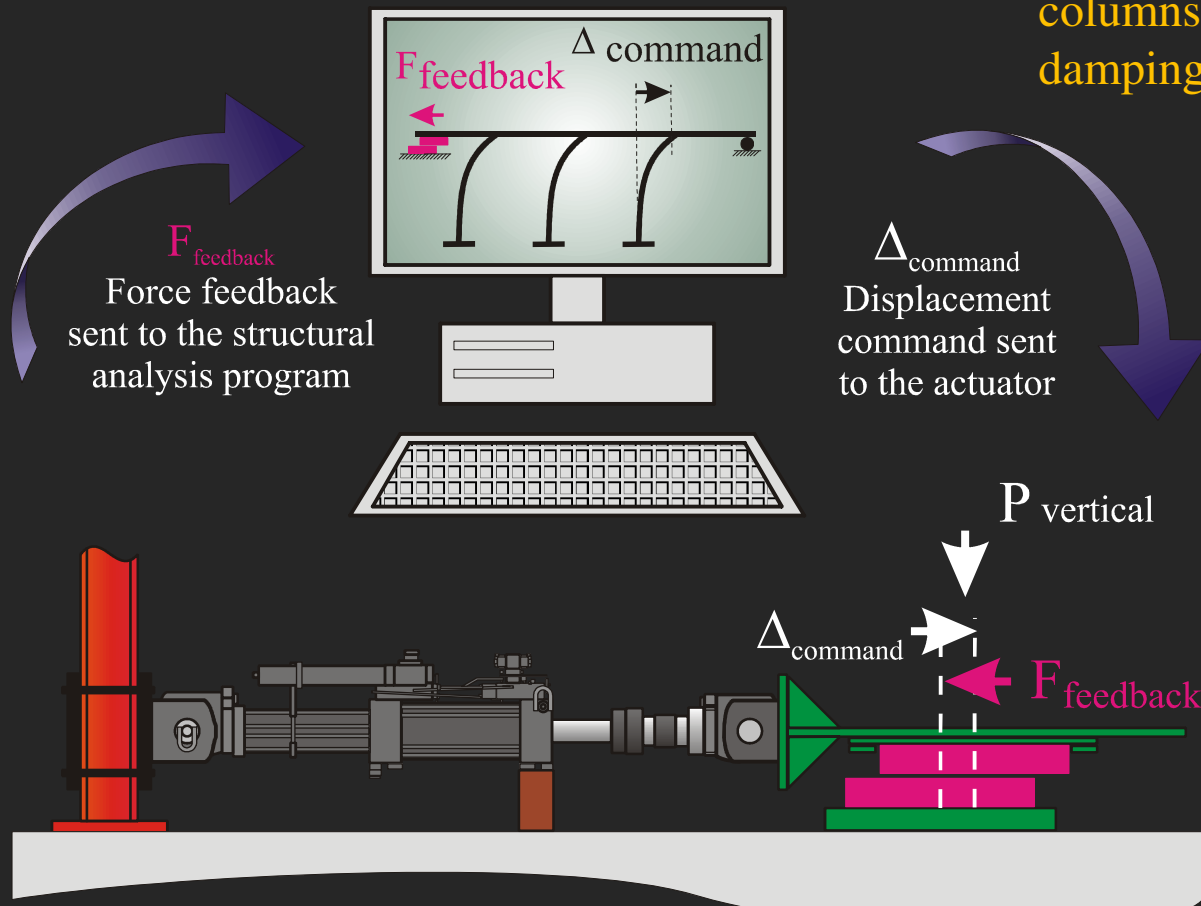 columns
damping
Δ command
Ffeedback
Ffeedback
Force feedback
sent to the structural
analysis program
Δcommand
Displacement
command sent
to the actuator
P vertical
Δcommand
Ffeedback